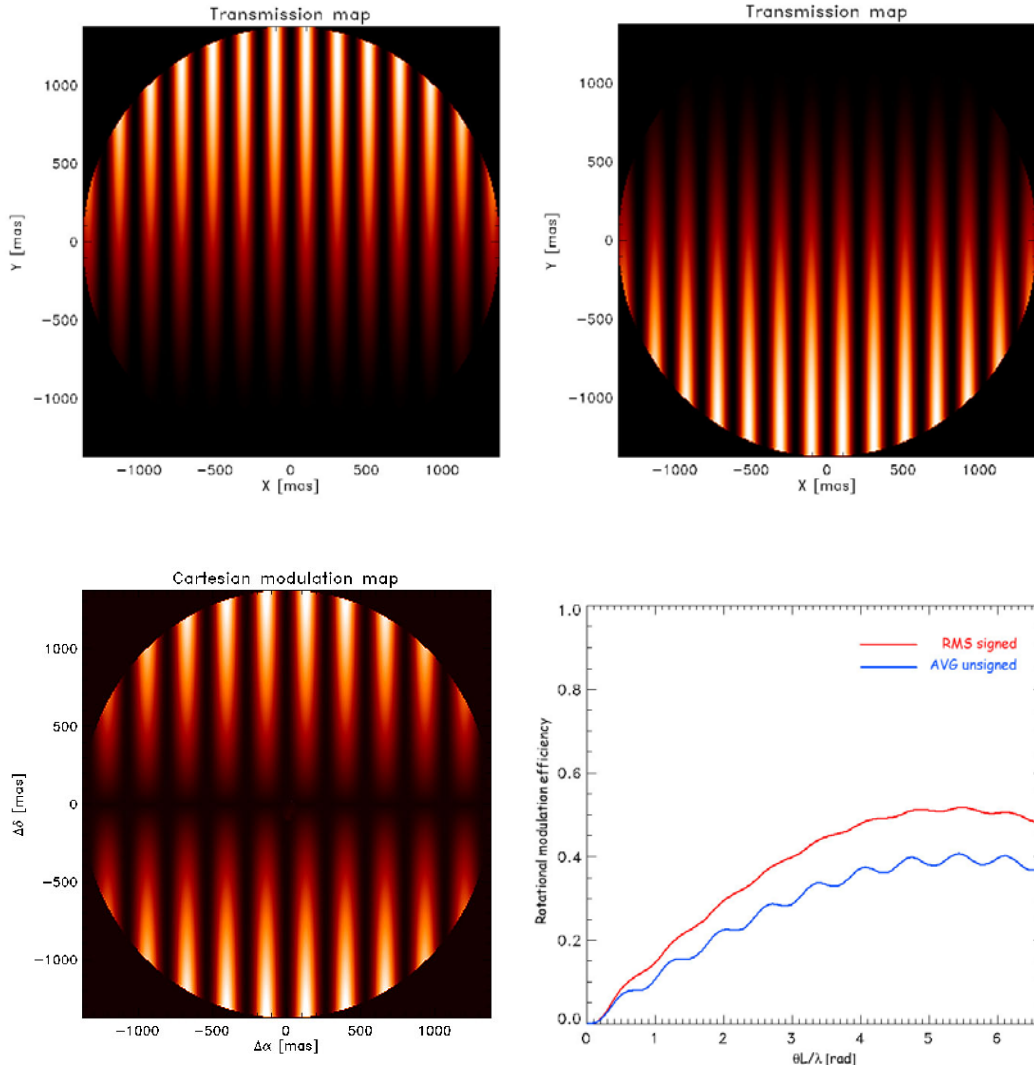 Transmission map
1000
500
0
−500
−1000
Y [mas]
−1000 −500 0 500 1000
X [mas]
Transmission map
1000
500
0
−500
−1000
Y [mas]
−1000 −500 0 500 1000
X [mas]
Cartesian modulation map
1000
500
0
−500
−1000
Δδ [mas]
−1000 −500 0 500 1000
Δα [mas]
1.0
0.8
0.6
0.4
0.2
0.0
Rotational modulation efficiency
RMS signed
AVG unsigned
0 1 2 3 4 5 6
θL/λ [rad]